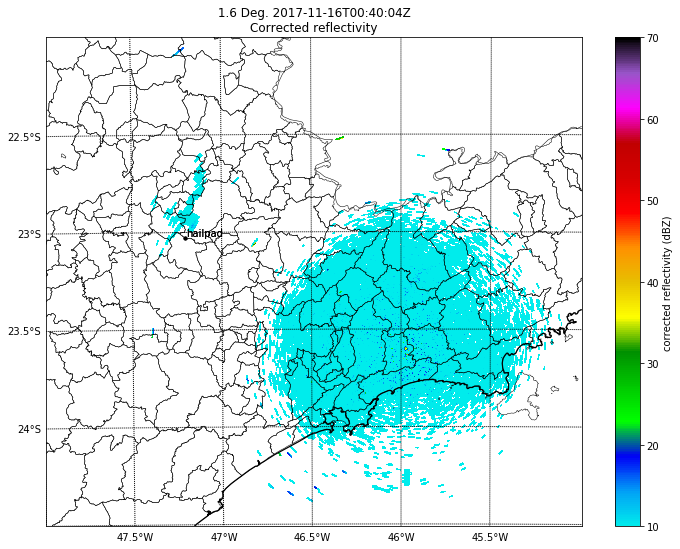 1.6 Deg. 2017-11-16T00:40:04Z
Corrected reflectivity
70
60
50
40
30
20
10
corrected reflectivity (dBZ)
22.5°S
23°S
23.5°S
24°S
hailpad
47.5°W
47°W
46.5°W
46°W
45.5°W